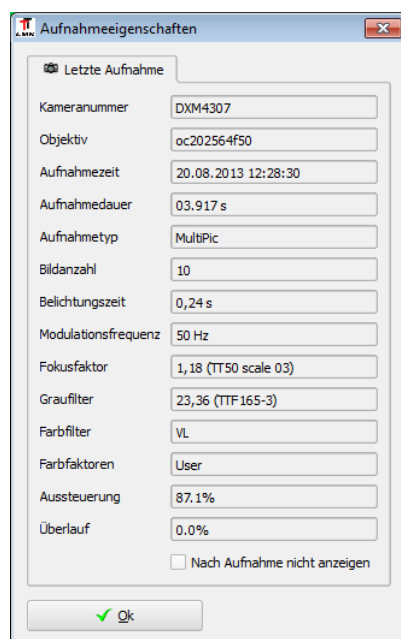 TT
LMK
Aufnahmeeigenschaften
Letzte Aufnahme
Kameranummer DXM4307
Objektiv oc202564f50
Aufnahmezeit 20.08.2013 12:28:30
Aufnahmedauer 03.917 s
Aufnahmetyp MultiPic
Bildanzahl 10
Belichtungszeit 0,24 s
Modulationsfrequenz 50 Hz
Fokusfaktor 1,18 (TT50 scale 03)
Graufilter 23,36 (TTF165-3)
Farbfilter VL
Farbfaktoren User
Aussteuerung 87.1%
Überlauf 0.0%
Nach Aufnahme nicht anzeigen
Ok